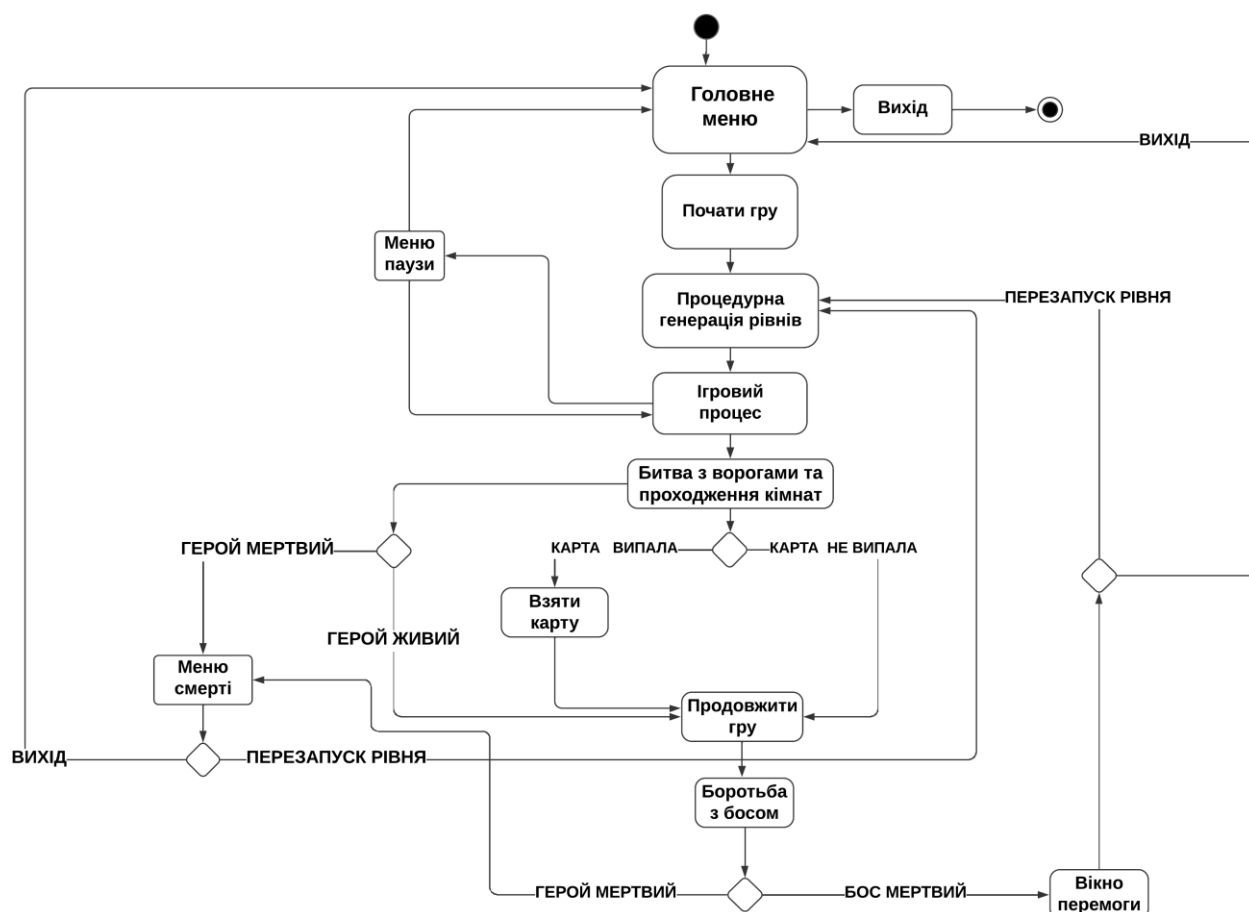 Головне
меню
Вихід
ВИХІД
Почати гру
Меню
паузи
Процедурна
генерація рівнів
ПЕРЕЗАПУСК РІВНЯ
Ігровий
процес
Битва з ворогами та
проходження кімнат
ГЕРОЙ МЕРТВИЙ
КАРТА ВИПАЛА
КАРТА НЕ ВИПАЛА
Взяти
карту
ГЕРОЙ ЖИВИЙ
Меню
смерті
Продовжити
гру
ВИХІД
ПЕРЕЗАПУСК РІВНЯ
Боротьба
з босом
ГЕРОЙ МЕРТВИЙ
БОС МЕРТВИЙ
Вікно
перемоги